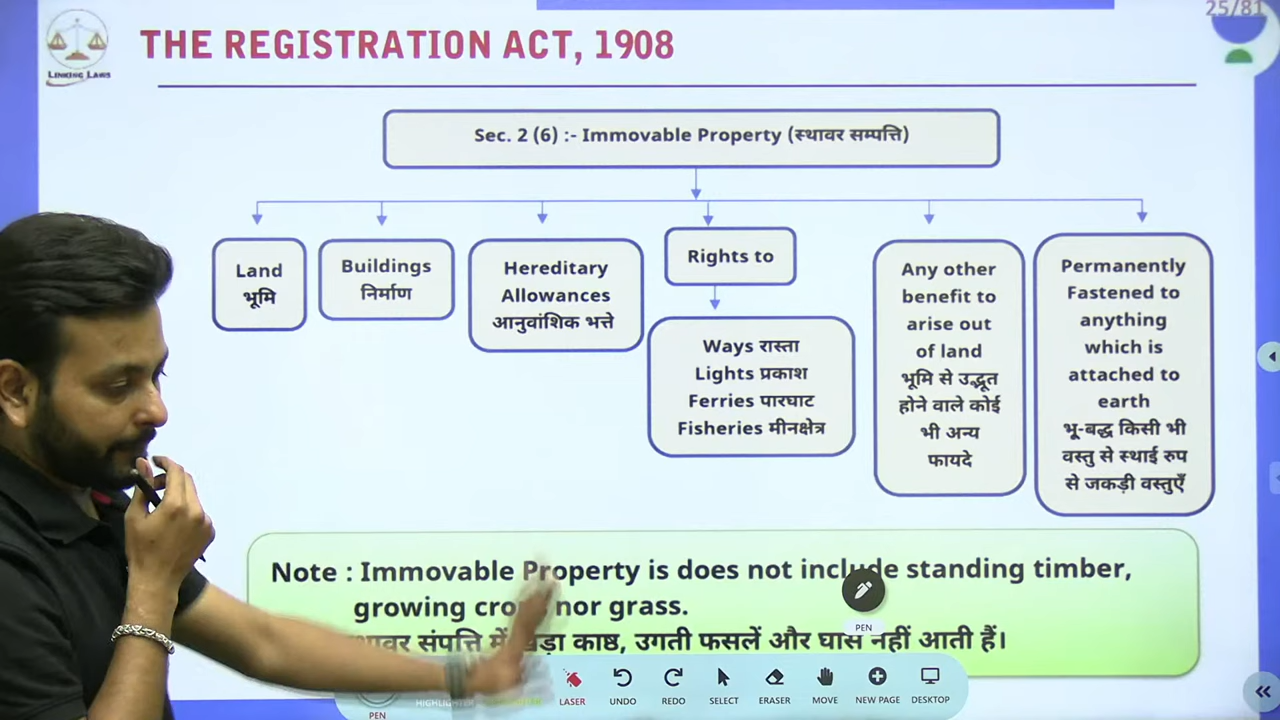 25/81
LINKING LAWS
THE REGISTRATION ACT, 1908
Sec. 2 (6) :- Immovable Property (स्थावर सम्पत्ति)
Land
भूमि
Buildings
निर्माण
Hereditary
Allowances
आनुवांशिक भत्ते
Rights to
Ways रास्ता
Lights प्रकाश
Ferries पारघाट
Fisheries मीनक्षेत्र
Any other
benefit to
arise out
of land
भूमि से उद्भूत
होने वाले कोई
भी अन्य
फायदे
Permanently
Fastened to
anything
which is
attached to
earth
भू-बद्ध किसी भी
वस्तु से स्थाई रुप
से जकड़ी वस्तुएँ
Note : Immovable Property is does not include standing timber,
growing nor grass.
संपत्ति में खड़ा काष्ठ, उगती फसलें और घास नहीं आती हैं।
PEN
PEN
HIGHLIGHTER
LASER
UNDO
REDO
SELECT
ERASER
MOVE
NEW PAGE
DESKTOP